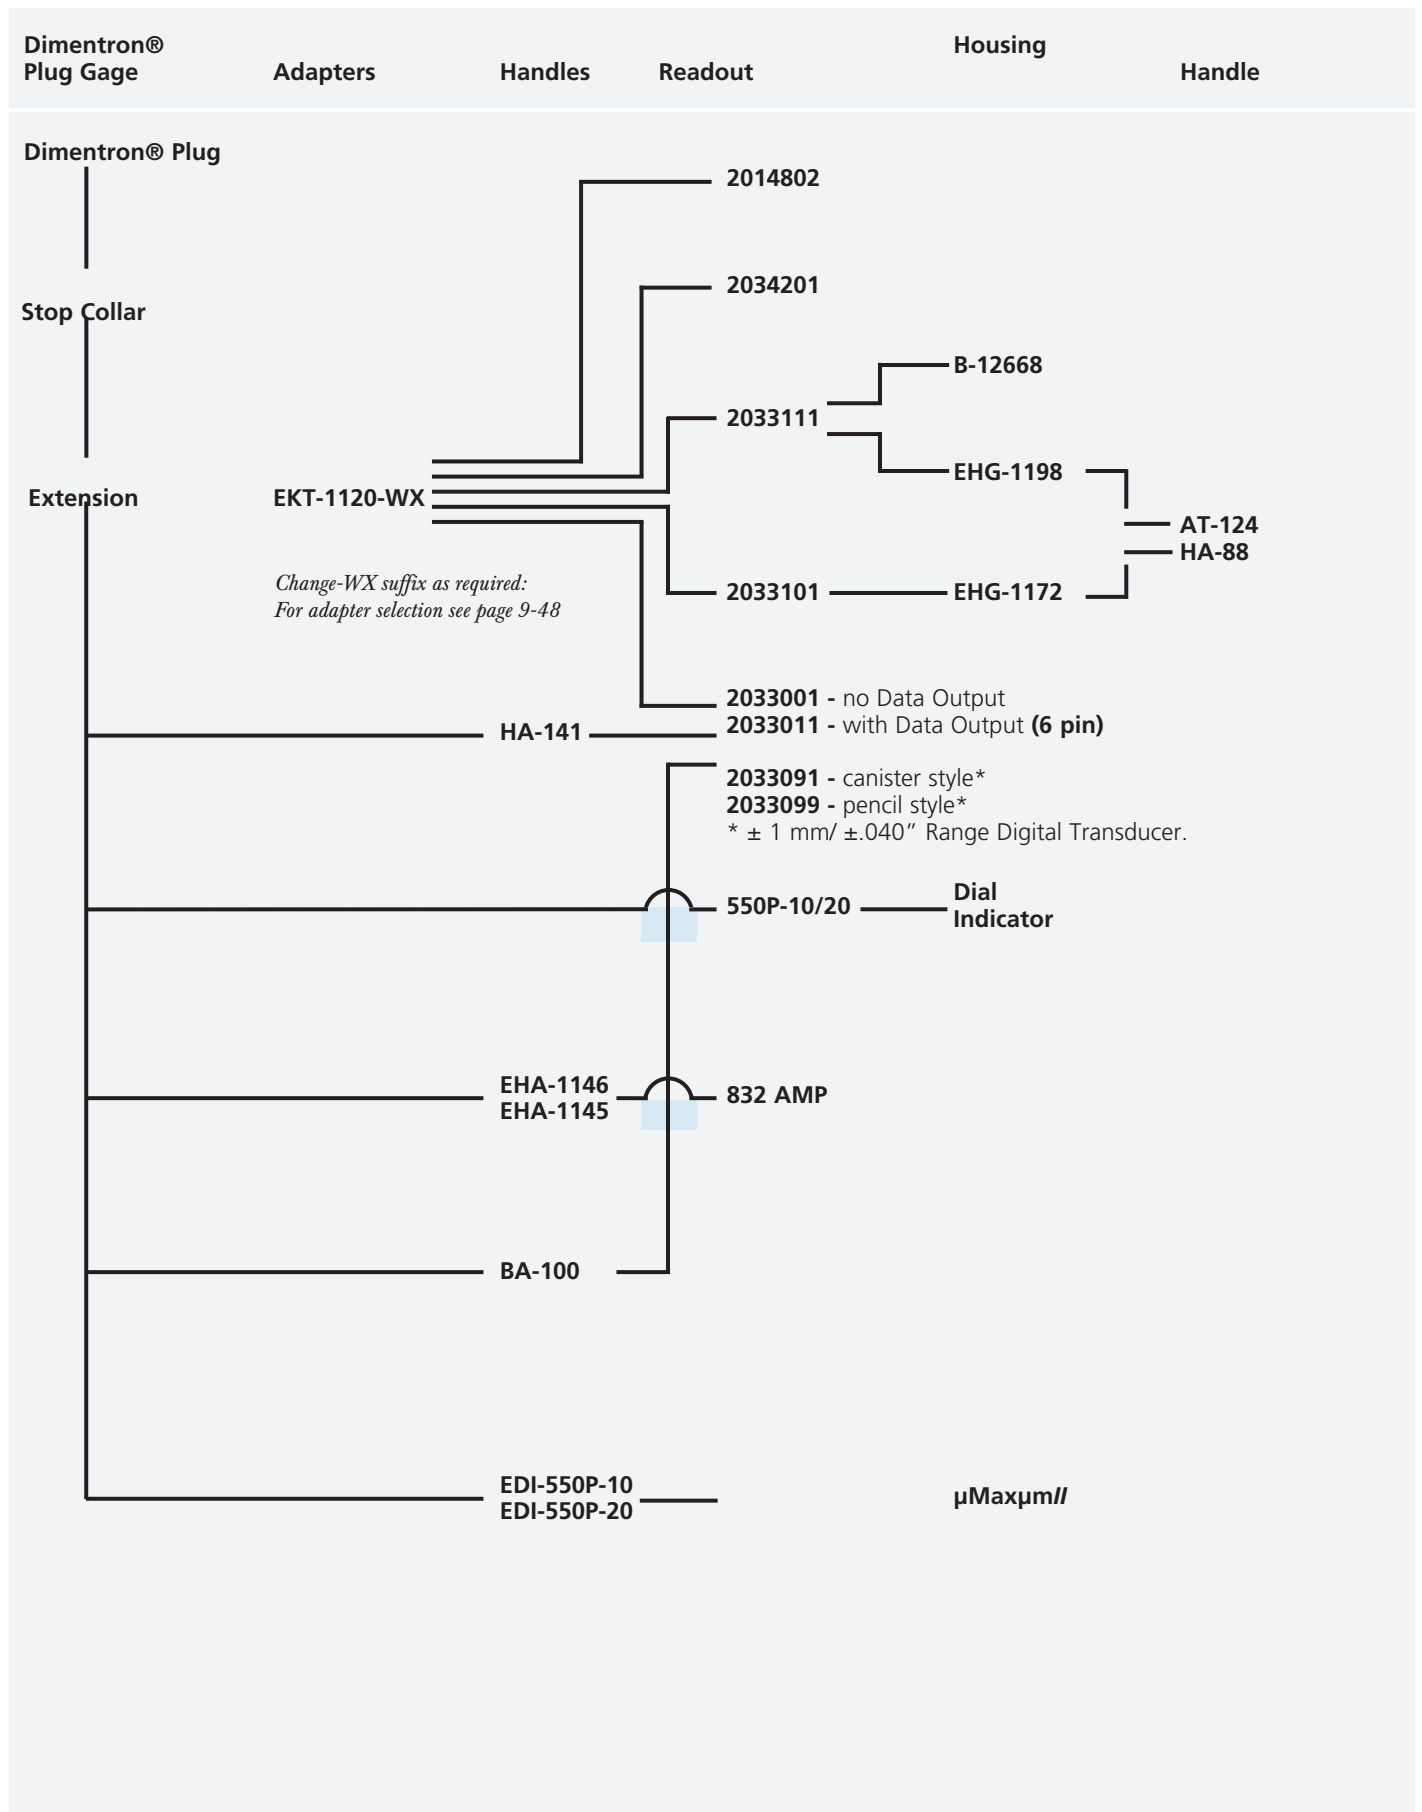 Dimentron®
Plug Gage
Adapters
Handles
Readout
Housing
Handle
Dimentron® Plug
2014802
2034201
Stop Collar
B-12668
2033111
EHG-1198
Extension
EKT-1120-WX
AT-124
HA-88
Change-WX suffix as required:
For adapter selection see page 9-48
2033101
EHG-1172
2033001 - no Data Output
HA-141
2033011 - with Data Output (6 pin)
2033091 - canister style*
2033099 - pencil style*
* ± 1 mm/ ±.040” Range Digital Transducer.
550P-10/20
Dial
Indicator
EHA-1146
EHA-1145
832 AMP
BA-100
EDI-550P-10
EDI-550P-20
µMaxµmII